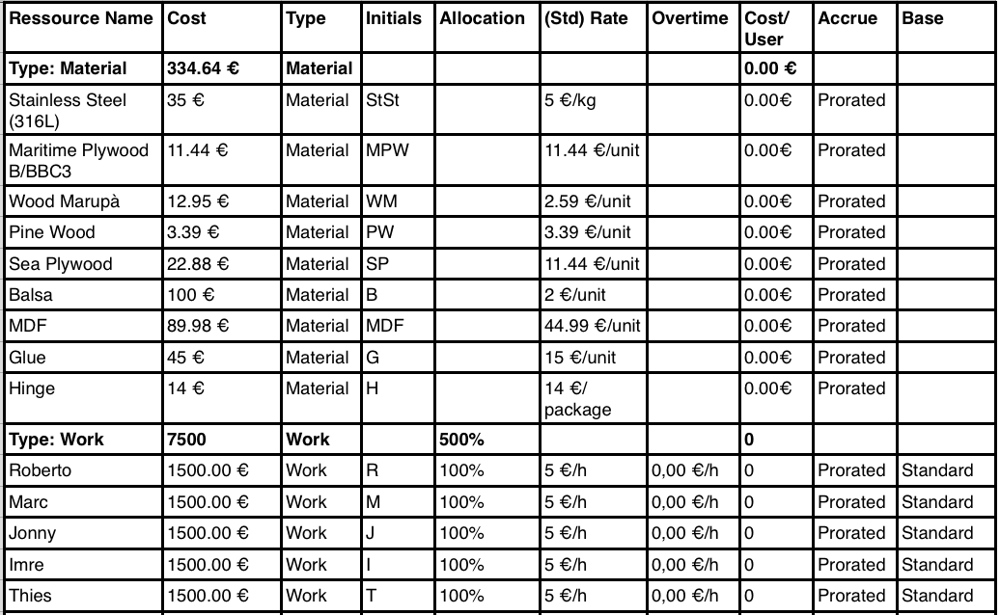 Ressource Name Cost Type Initials Allocation (Std) Rate Overtime Cost/ Accrue Base
User
Type: Material 334.64 € Material 0.00 €
Stainless Steel 35 € Material StSt 5 €/kg 0.00€ Prorated
(316L)
Maritime Plywood 11.44 € Material MPW 11.44 €/unit 0.00€ Prorated
B/BBC3
Wood Marupà 12.95 € Material WM 2.59 €/unit 0.00€ Prorated
Pine Wood 3.39 € Material PW 3.39 €/unit 0.00€ Prorated
Sea Plywood 22.88 € Material SP 11.44 €/unit 0.00€ Prorated
Balsa 100 € Material B 2 €/unit 0.00€ Prorated
MDF 89.98 € Material MDF 44.99 €/unit 0.00€ Prorated
Glue 45 € Material G 15 €/unit 0.00€ Prorated
Hinge 14 € Material H 14 €/ 0.00€ Prorated
package
Type: Work 7500 Work 500% 0
Roberto 1500.00 € Work R 100% 5 €/h 0,00 €/h 0 Prorated Standard
Marc 1500.00 € Work M 100% 5 €/h 0,00 €/h 0 Prorated Standard
Jonny 1500.00 € Work J 100% 5 €/h 0,00 €/h 0 Prorated Standard
Imre 1500.00 € Work I 100% 5 €/h 0,00 €/h 0 Prorated Standard
Thies 1500.00 € Work T 100% 5 €/h 0,00 €/h 0 Prorated Standard